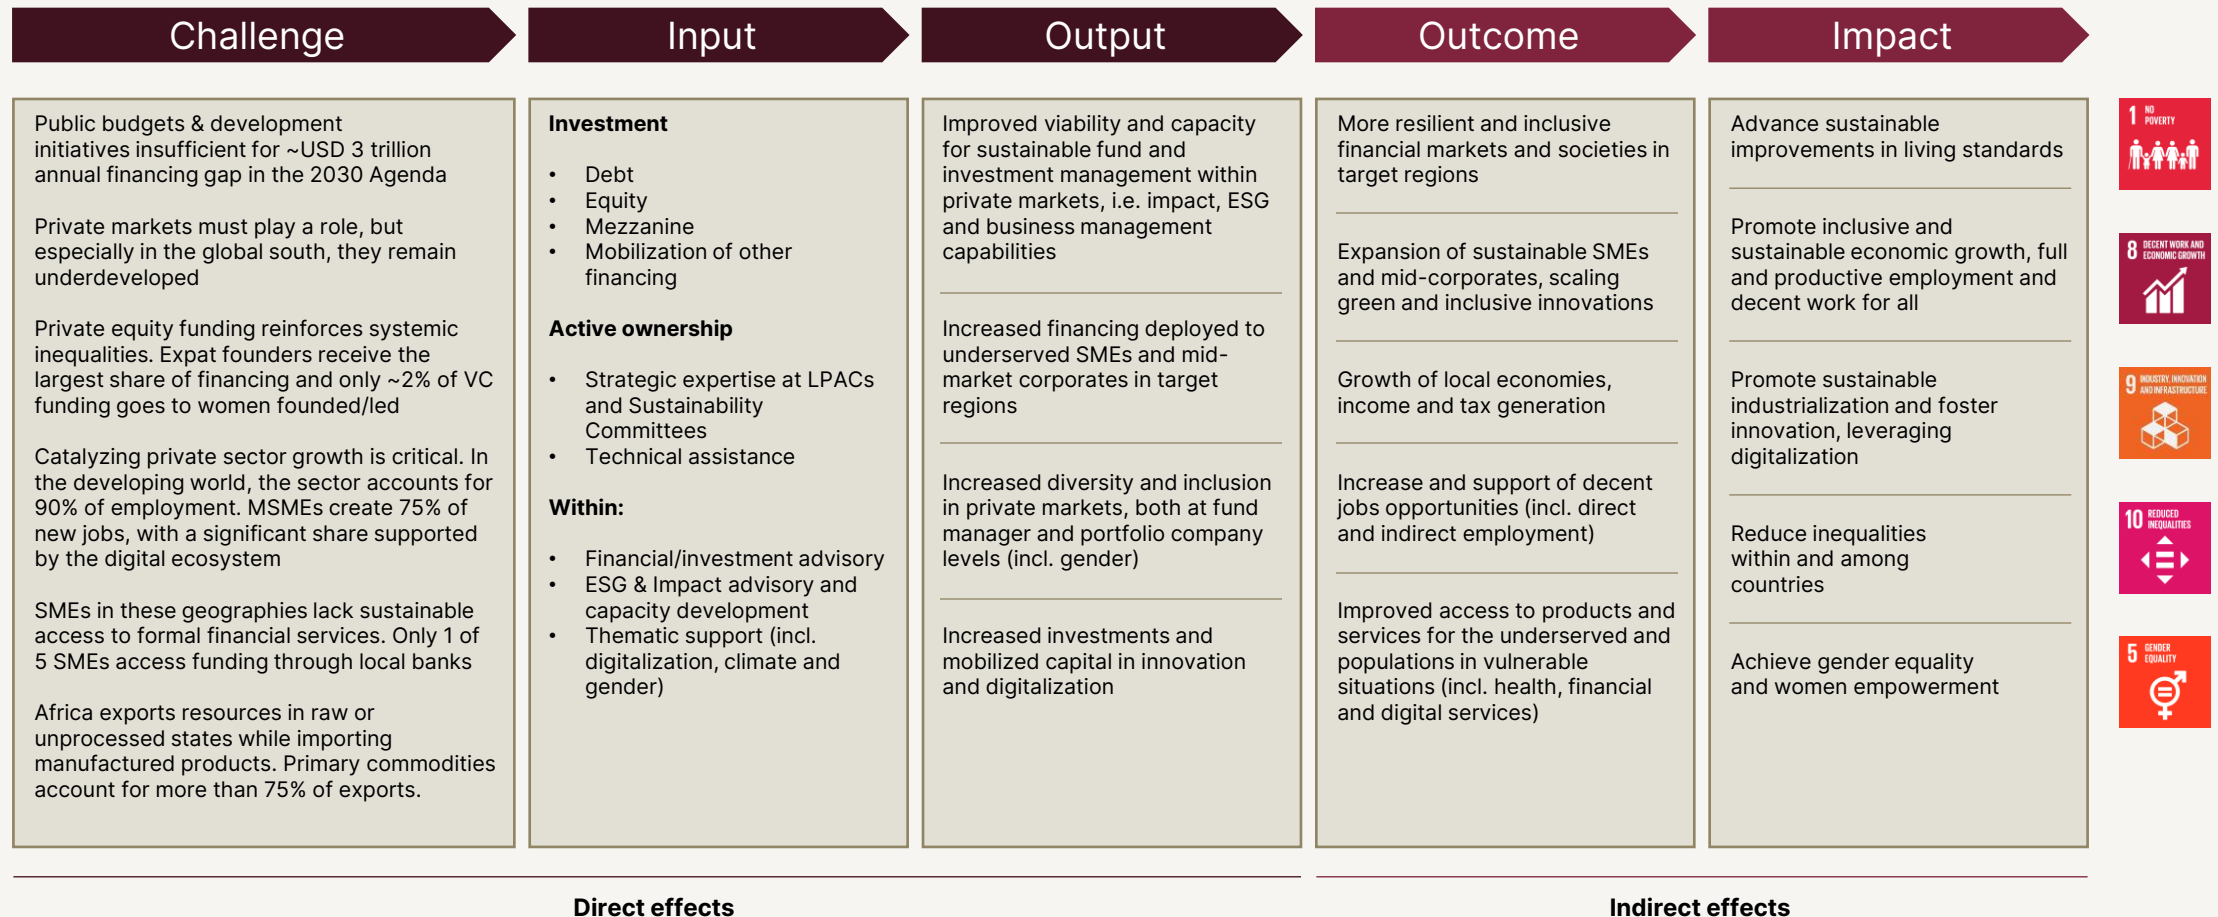 Challenge
Input
Output
Outcome
Impact
Public budgets & development
initiatives insufficient for ~USD 3 trillion
annual financing gap in the 2030 Agenda
Private markets must play a role, but
especially in the global south, they remain
underdeveloped
Private equity funding reinforces systemic
inequalities. Expat founders receive the
largest share of financing and only ~2% of VC
funding goes to women founded/led
Catalyzing private sector growth is critical. In
the developing world, the sector accounts for
90% of employment. MSMEs create 75% of
new jobs, with a significant share supported
by the digital ecosystem
SMEs in these geographies lack sustainable
access to formal financial services. Only 1 of
5 SMEs access funding through local banks
Africa exports resources in raw or
unprocessed states while importing
manufactured products. Primary commodities
account for more than 75% of exports.
Investment
• Debt
• Equity
• Mezzanine
• Mobilization of other
financing
Active ownership
• Strategic expertise at LPACs
and Sustainability
Committees
• Technical assistance
Within:
• Financial/investment advisory
• ESG & Impact advisory and
capacity development
• Thematic support (incl.
digitalization, climate and
gender)
Improved viability and capacity
for sustainable fund and
investment management within
private markets, i.e. impact, ESG
and business management
capabilities
Increased financing deployed to
underserved SMEs and mid-
market corporates in target
regions
Increased diversity and inclusion
in private markets, both at fund
manager and portfolio company
levels (incl. gender)
Increased investments and
mobilized capital in innovation
and digitalization
More resilient and inclusive
financial markets and societies in
target regions
Expansion of sustainable SMEs
and mid-corporates, scaling
green and inclusive innovations
Growth of local economies,
income and tax generation
Increase and support of decent
jobs opportunities (incl. direct
and indirect employment)
Improved access to products and
services for the underserved and
populations in vulnerable
situations (incl. health, financial
and digital services)
Advance sustainable
improvements in living standards
Promote inclusive and
sustainable economic growth, full
and productive employment and
decent work for all
Promote sustainable
industrialization and foster
innovation, leveraging
digitalization
Reduce inequalities
within and among
countries
Achieve gender equality
and women empowerment
1 NO
POVERTY
8 DECENT WORK AND
ECONOMIC GROWTH
9 INDUSTRY, INNOVATION
AND INFRASTRUCTURE
10 REDUCED
INEQUALITIES
5 GENDER
EQUALITY
Direct effects
Indirect effects